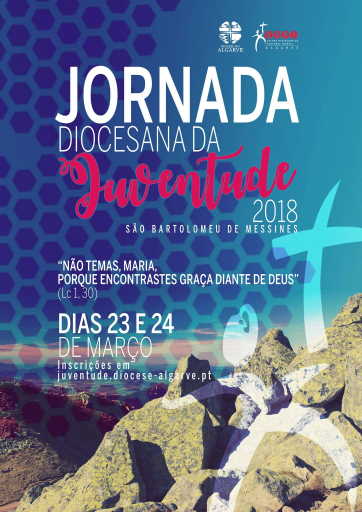 ALGARVE
JORNADA
DIOCESANA DA
Juventude
2018
SÃO BARTOLOMEU DE MESSINES
“NÃO TEMAS, MARIA,
PORQUE ENCONTRASTES GRAÇA DIANTE DE DEUS”
(Lc 1, 30)
DIAS 23 E 24
DE MARÇO
Inscrições em
juventude.diocese-algarve.pt